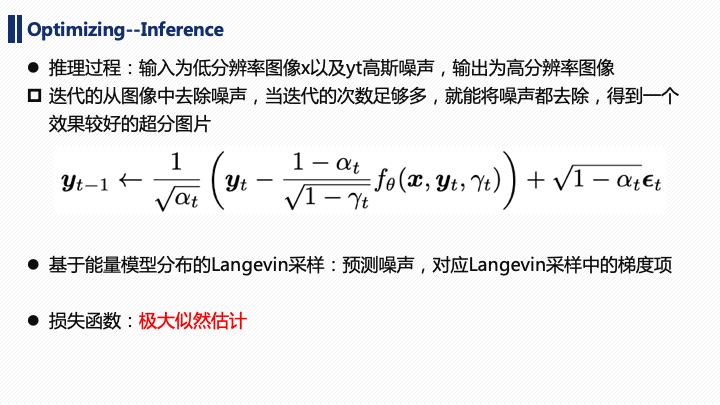 Optimizing--Inference
● 推理过程：输入为低分辨率图像x以及yt高斯噪声，输出为高分辨率图像
❑ 迭代的从图像中去除噪声，当迭代的次数足够多，就能将噪声都去除，得到一个
效果较好的超分图片
$\boldsymbol{y}_{t-1} \leftarrow \frac{1}{\sqrt{\alpha_t}} \left( \boldsymbol{y}_t - \frac{1-\alpha_t}{\sqrt{1-\gamma_t}} f_\theta(\boldsymbol{x}, \boldsymbol{y}_t, \gamma_t) \right) + \sqrt{1-\alpha_t} \boldsymbol{\epsilon}_t$
● 基于能量模型分布的Langevin采样：预测噪声，对应Langevin采样中的梯度项
● 损失函数：极大似然估计